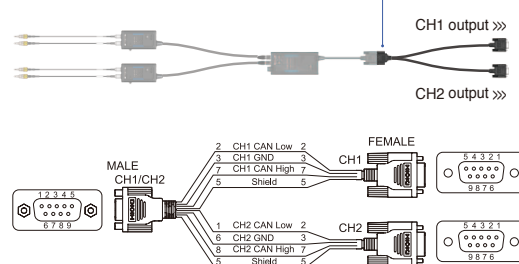 CH1 output >>>
CH2 output >>>
MALE
CH1/CH2
1 2 3 4 5
6 7 8 9
HIOKI
2 CH1 CAN Low 2
3 CH1 GND 3
7 CH1 CAN High 7
5 Shield 5
1 CH2 CAN Low 2
6 CH2 GND 3
8 CH2 CAN High 7
5 Shield 5
FEMALE
CH1
HIOKI
5 4 3 2 1
9 8 7 6
CH2
HIOKI
5 4 3 2 1
9 8 7 6